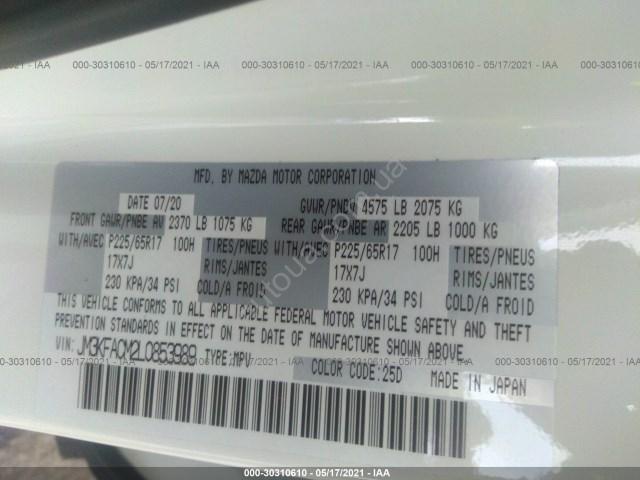 000-30310610 - 05/17/2021 - IAA
MFD. BY MAZDA MOTOR CORPORATION
DATE 07/20 GVWR/PNBV 4575 LB 2075 KG
FRONT GAWR/PNBE AV 2370 LB 1075 KG REAR GAWR/PNBE AR 2205 LB 1000 KG
WITH/AVEC P225/65R17 100H TIRES/PNEUS WITH/AVEC P225/65R17 100H TIRES/PNEUS
17X7J RIMS/JANTES 17X7J RIMS/JANTES
230 KPA/34 PSI COLD/A FROID 230 KPA/34 PSI COLD/A FROID
THIS VEHICLE CONFORMS TO ALL APPLICABLE FEDERAL MOTOR VEHICLE SAFETY AND THEFT
PREVENTION STANDARDS IN EFFECT ON THE DATE OF MANUFACTURE SHOWN ABOVE.
VIN: JM3KFACM2L0853989 TYPE: MPV
COLOR CODE: 25D MADE IN JAPAN
000-30310610 - 05/17/2021 - IAA